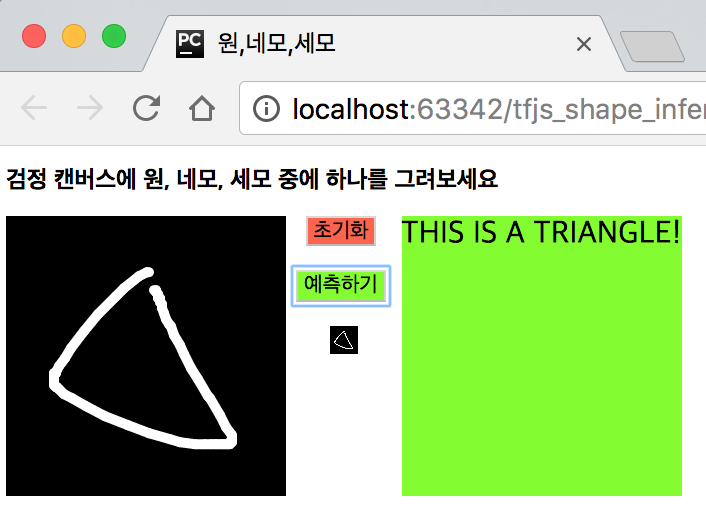 PC 원,네모,세모
localhost:63342/tfjs_shape_infer
검정 캔버스에 원, 네모, 세모 중에 하나를 그려보세요
초기화
THIS IS A TRIANGLE!
예측하기